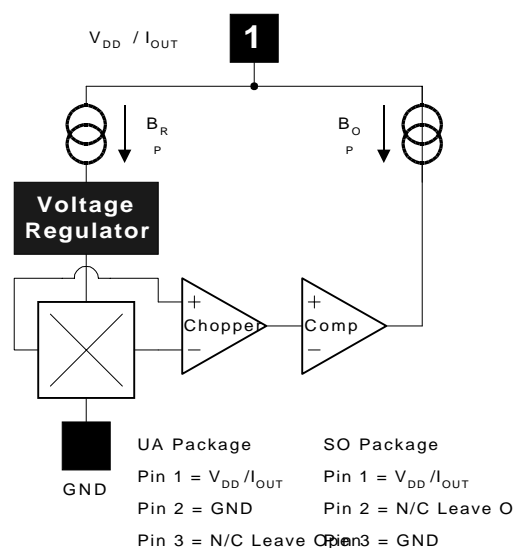 V_DD / I_OUT
1
B_R
P
B_O
P
Voltage
Regulator
+
Chopper
−
+
Comp
−
GND
UA Package
Pin 1 = V_DD/I_OUT
Pin 2 = GND
Pin 3 = N/C Leave Open
SO Package
Pin 1 = V_DD/I_OUT
Pin 2 = N/C Leave O
Pin 3 = GND